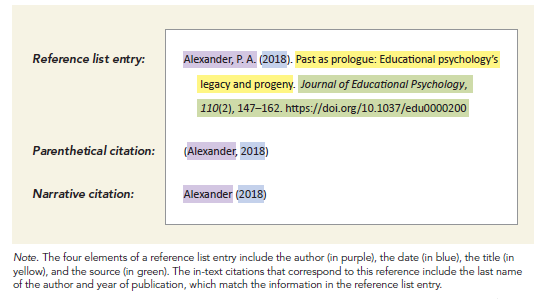 Reference list entry: Alexander, P. A. (2018). Past as prologue: Educational psychology's
legacy and progeny. Journal of Educational Psychology,
110(2), 147–162. https://doi.org/10.1037/edu0000200
Parenthetical citation: (Alexander, 2018)
Narrative citation: Alexander (2018)
Note. The four elements of a reference list entry include the author (in purple), the date (in blue), the title (in
yellow), and the source (in green). The in-text citations that correspond to this reference include the last name
of the author and year of publication, which match the information in the reference list entry.